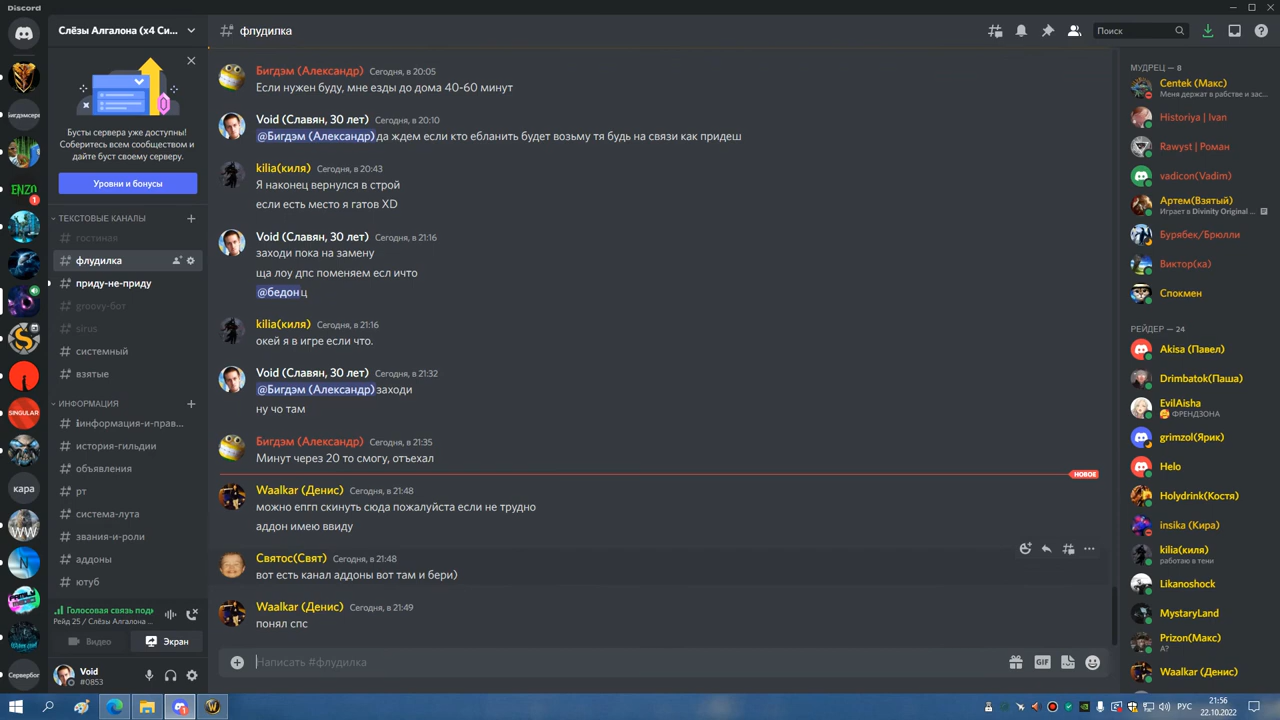 Discord
Слёзы Алгалона (x4 Си...
флудилка
Поиск
Бусты сервера уже доступны!
Соберитесь всем сообществом и
дайте буст своему серверу.
Уровни и бонусы
ТЕКСТОВЫЕ КАНАЛЫ
гостиная
флудилка
приду-не-приду
groovy-бот
sirus
системный
взятые
ИНФОРМАЦИЯ
информация-и-прав...
история-гильдии
объявления
рт
система-лута
звания-и-роли
аддоны
ютуб
Голосовая связь подк
Рейд 25 / Слёзы Алгалона ...
Видео
Экран
Void
#0853
Бигдэмсерв
ENZO
1
SINGULAR
кара
WW
Сервербог
Бигдэм (Александр) Сегодня, в 20:05
Если нужен буду, мне езды до дома 40-60 минут
Void (Славян, 30 лет) Сегодня, в 20:10
@Бигдэм (Александр) да ждем если кто ебланить будет возьму тя будь на связи как придеш
kilia(киля) Сегодня, в 20:43
Я наконец вернулся в строй
если есть место я гатов XD
Void (Славян, 30 лет) Сегодня, в 21:16
заходи пока на замену
ща лоу дпс поменяем есл ичто
@бедонц
kilia(киля) Сегодня, в 21:16
окей я в игре если что.
Void (Славян, 30 лет) Сегодня, в 21:32
@Бигдэм (Александр) заходи
ну чо там
Бигдэм (Александр) Сегодня, в 21:35
Минут через 20 то смогу, отъехал
НОВОЕ
Waalkar (Денис) Сегодня, в 21:48
можно епгп скинуть сюда пожалуйста если не трудно
аддон имею ввиду
Святос(Свят) Сегодня, в 21:48
вот есть канал аддоны вот там и бери)
Waalkar (Денис) Сегодня, в 21:49
понял спс
Написать #флудилка
GIF
МУДРЕЦ — 8
Centek (Макс)
Меня держат в рабстве и зас...
Historiya | Ivan
Rawyst | Роман
vadicon(Vadim)
Артем(Взятый)
Играет в Divinity Original ...
Бурябек/Брюлли
Виктор(ка)
Спокмен
РЕЙДЕР — 24
Akisa (Павел)
Drimbatok(Паша)
EvilAisha
ФРЕНДЗОНА
grimzol(Ярик)
Helo
Holydrink(Костя)
insika (Кира)
kilia(киля)
работаю в тени
Likanoshock
MystaryLand
Prizon(Макс)
А?
Waalkar (Денис)
РУС
21:56
22.10.2022